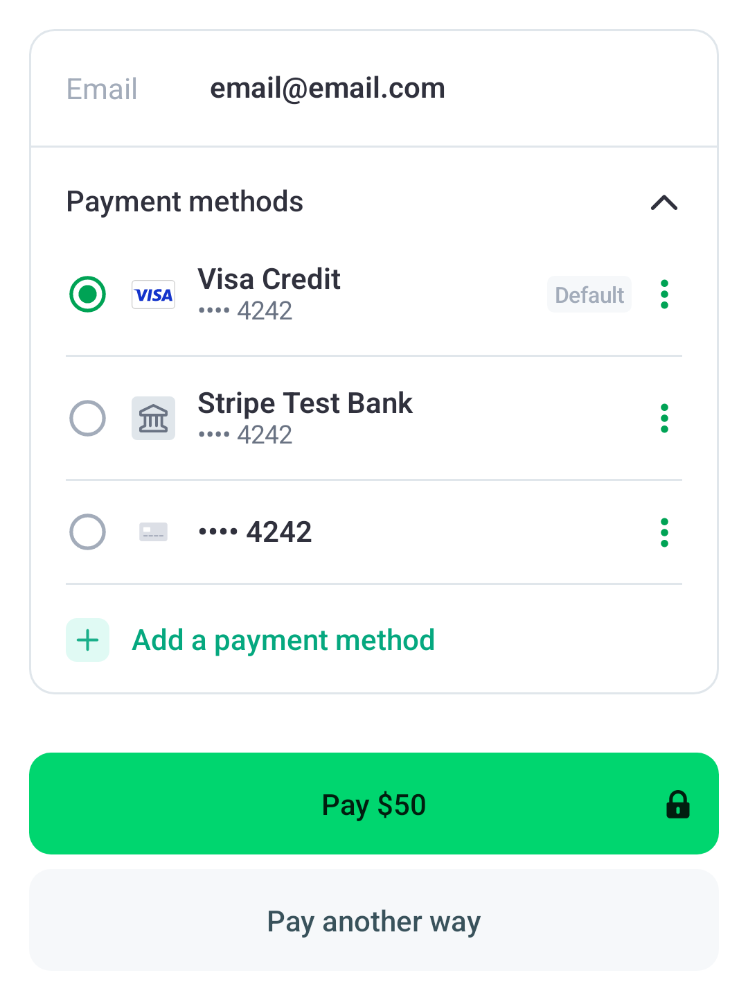 Email email@email.com
Payment methods
VISA Visa Credit Default
•••• 4242
Stripe Test Bank
•••• 4242
•••• 4242
Add a payment method
Pay $50
Pay another way